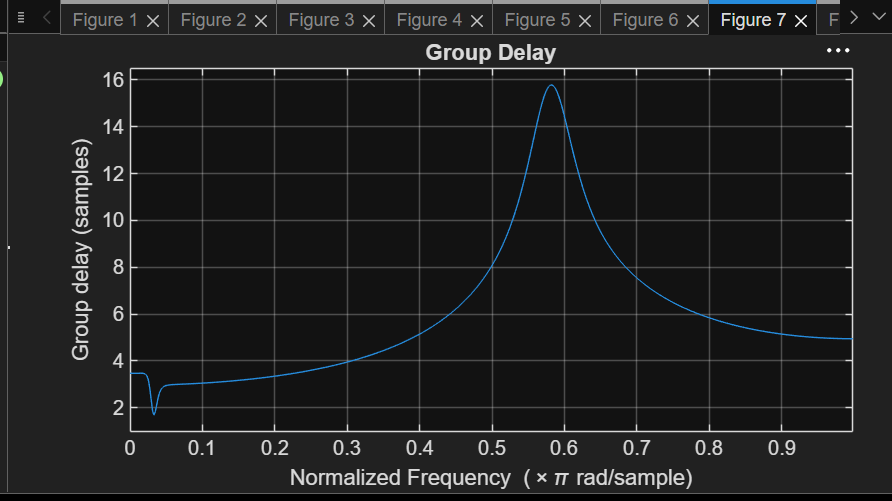 Figure 1 × Figure 2 × Figure 3 × Figure 4 × Figure 5 × Figure 6 × Figure 7 × F
Group Delay
16
14
12
10
8
6
4
2
Group delay (samples)
0 0.1 0.2 0.3 0.4 0.5 0.6 0.7 0.8 0.9
Normalized Frequency ( × π rad/sample)